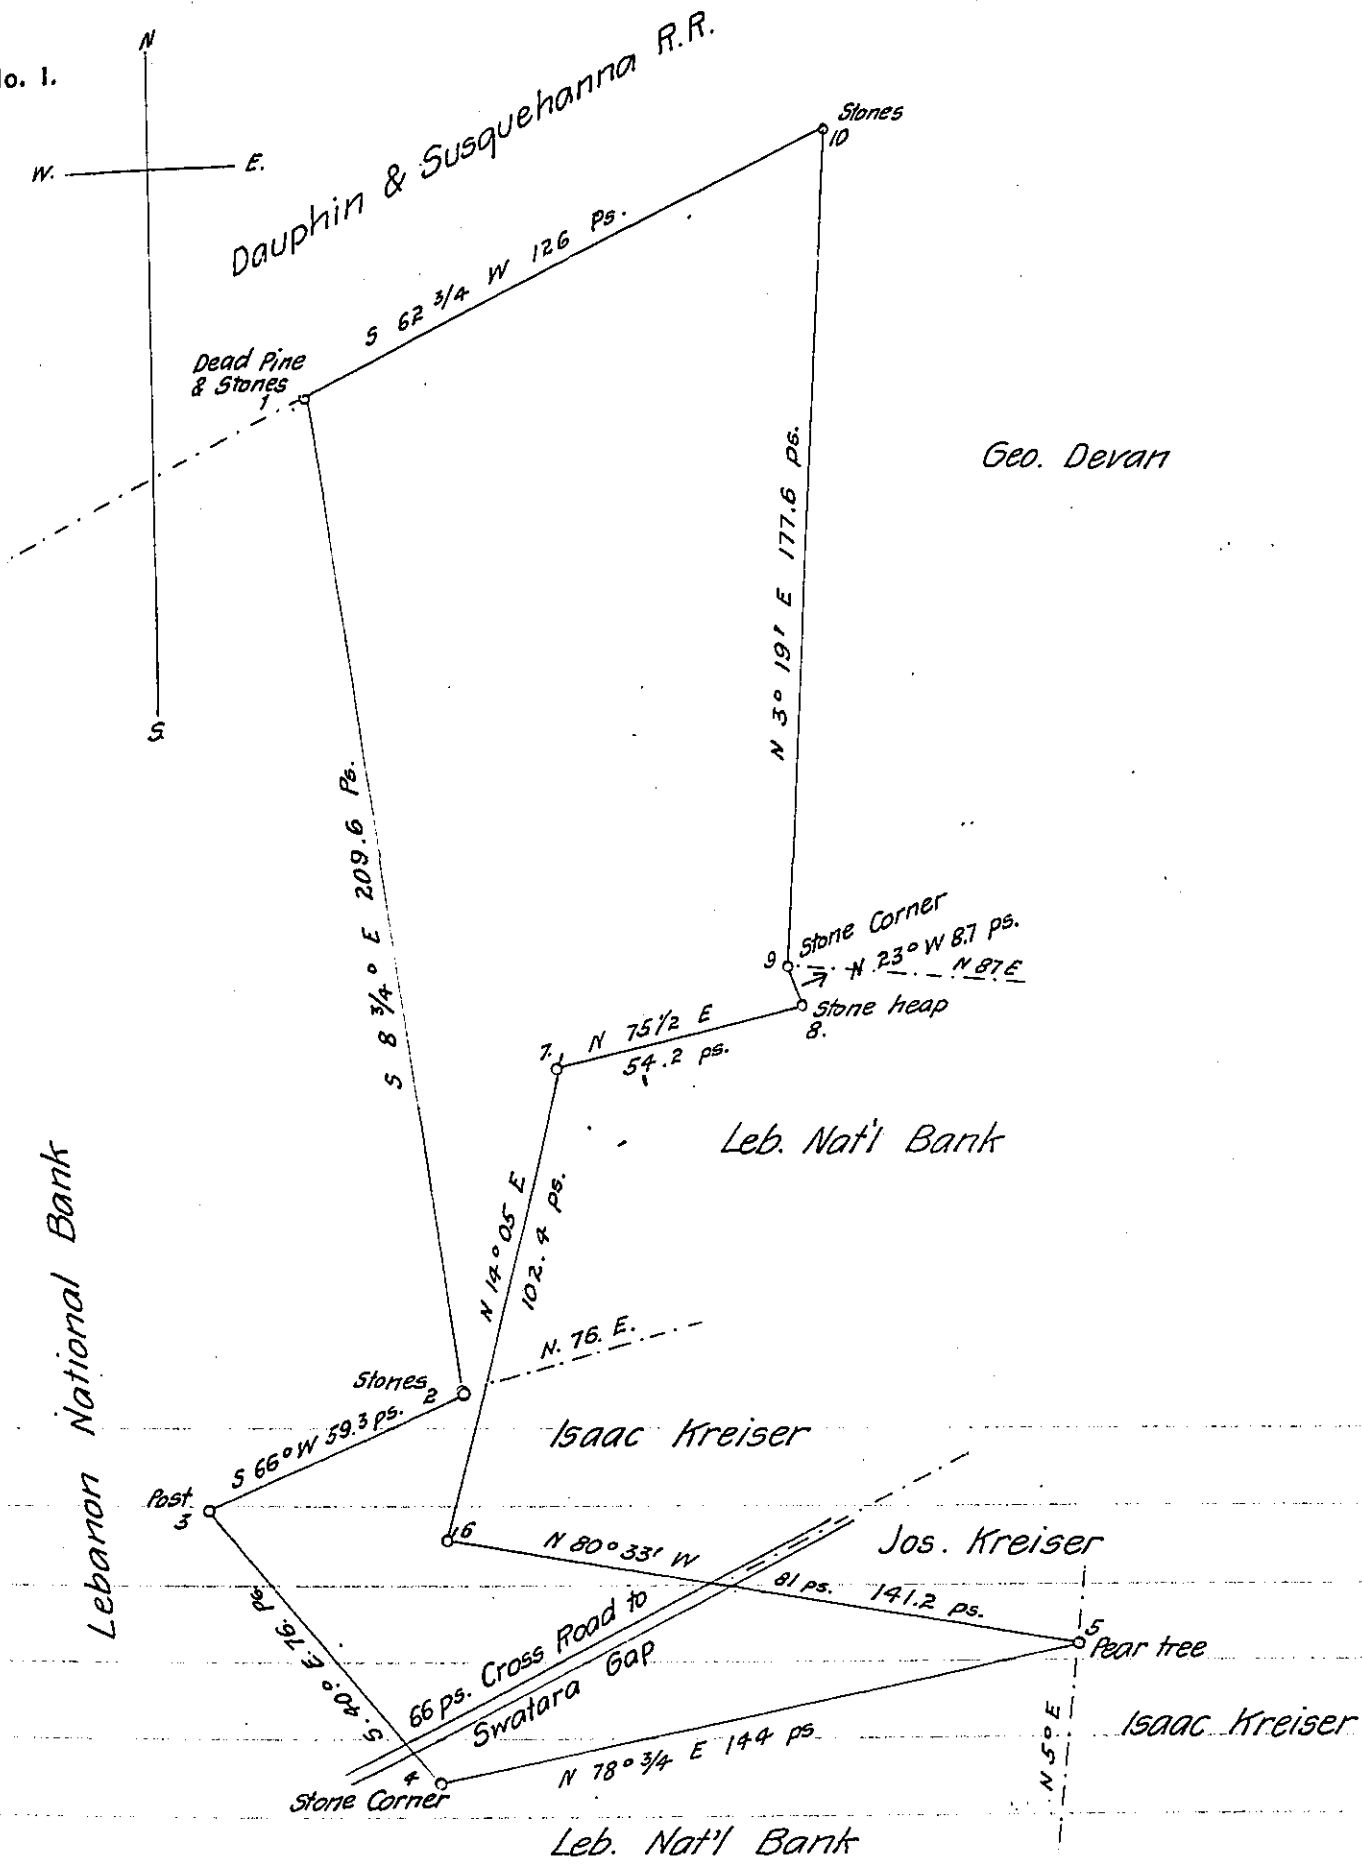 No. 1.
N
W.
E.
S.
Dauphin & Susquehanna R.R.
Stones
10
S 62 3/4 W 126 Ps.
Dead Pine
& Stones
1
Geo. Devan
N 3° 19' E 177.6 ps.
S 8 3/4° E 209.6 Ps.
Stone Corner
9
N 23° W 8.7 ps.
N 87 E
Stone heap
8.
7.
N 75 1/2 E
54.2 ps.
Leb. Nat'l Bank
N 14° 05 E
102.4 ps.
Lebanon National Bank
N. 76. E.
Stones
2
S 66° W 59.3 ps.
Isaac Kreiser
Post
3
6
N 80° 33' W
81 ps. 141.2 ps.
Jos. Kreiser
5
Pear tree
S. 40.° E. 76. Ps
66 ps. Cross Road to
Swatara Gap
N 5° E
Isaac Kreiser
N 78° 3/4 E 144 ps
4
Stone Corner
Leb. Nat'l Bank